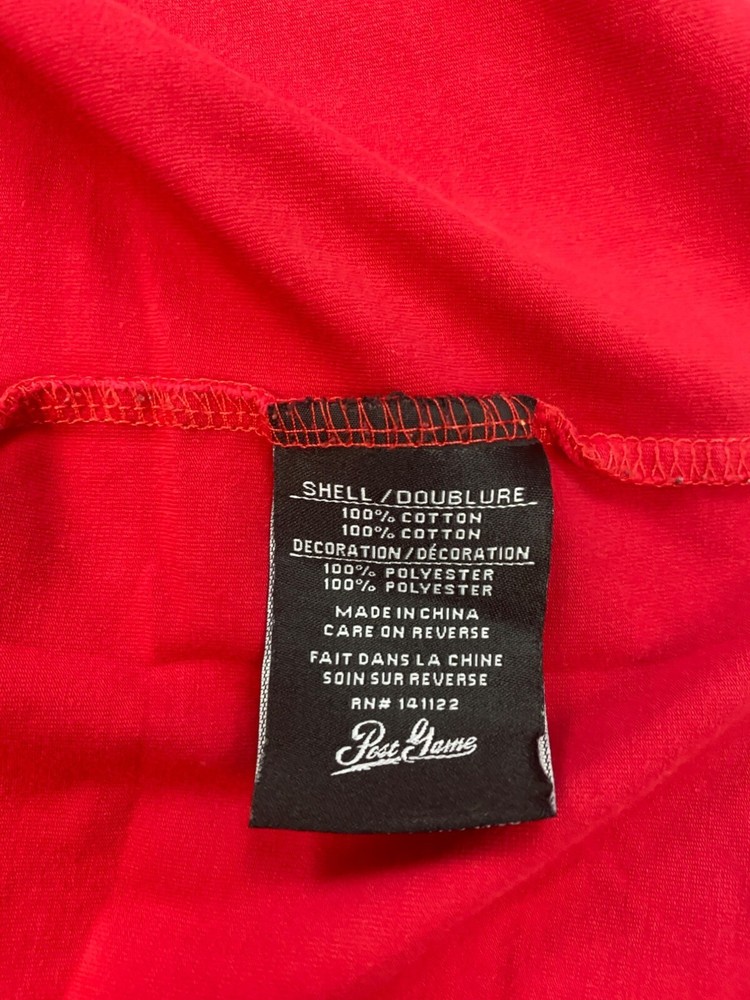 SHELL/DOUBLURE
100% COTTON
100% COTTON
DECORATION/DÉCORATION
100% POLYESTER
100% POLYESTER
MADE IN CHINA
CARE ON REVERSE
FAIT DANS LA CHINE
SOIN SUR REVERSE
RN# 141122
Post Game